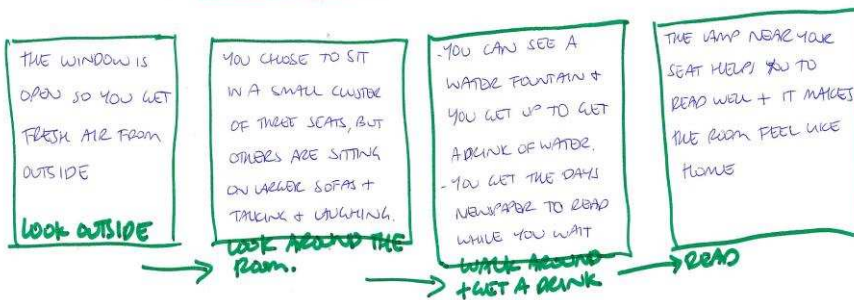 THE WINDOW IS
OPEN SO YOU GET
FRESH AIR FROM
OUTSIDE
LOOK OUTSIDE
YOU CHOSE TO SIT
IN A SMALL CLUSTER
OF THREE SEATS, BUT
OTHERS ARE SITTING
ON LARGER SOFAS +
TALKING + LAUGHING.
LOOK AROUND THE
ROOM.
-YOU CAN SEE A
WATER FOUNTAIN +
YOU GET UP TO GET
A DRINK OF WATER.
-YOU GET THE DAYS
NEWSPAPER TO READ
WHILE YOU WAIT
WALK AROUND
+ GET A DRINK
THE LAMP NEAR YOUR
SEAT HELPS YOU TO
READ WELL + IT MAKES
THE ROOM FEEL LIKE
HOME
READ